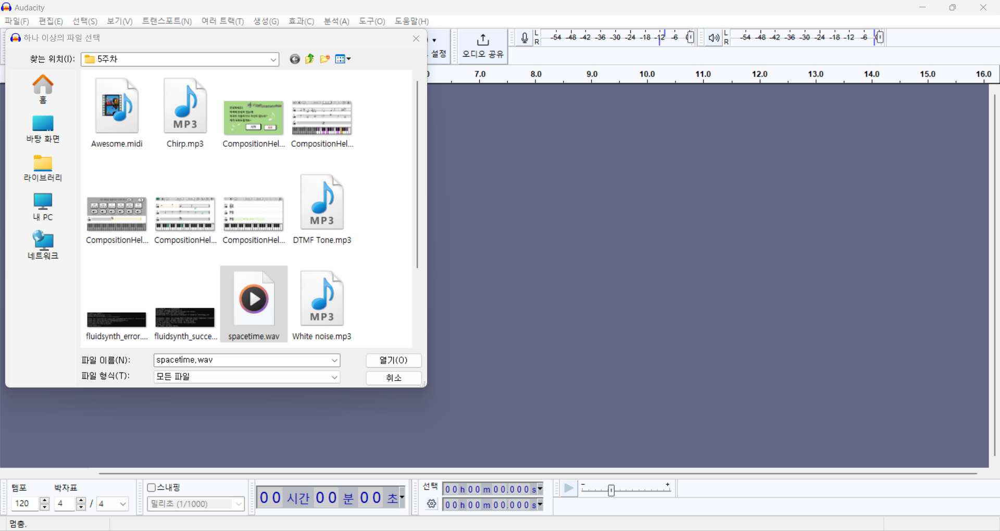 Audacity
파일(F) 편집(E) 선택(S) 보기(V) 트랜스포트(N) 여러 트랙(T) 생성(G) 효과(C) 분석(A) 도구(O) 도움말(H)
하나 이상의 파일 선택
찾는 위치(I): 5주차
홈
바탕 화면
라이브러리
내 PC
네트워크
Awesome.midi
MP3
Chirp.mp3
CompositionHel...
CompositionHel...
CompositionHel...
CompositionHel...
CompositionHel...
MP3
DTMF Tone.mp3
fluidsynth_error....
fluidsynth_succe...
spacetime.wav
MP3
White noise.mp3
파일 이름(N): spacetime.wav 열기(O)
파일 형식(T): 모든 파일 취소
설정
오디오 공유
L
R
-54 -48 -42 -36 -30 -24 -18 -12 -6
L
R
-54 -48 -42 -36 -30 -24 -18 -12 -6
7.0 8.0 9.0 10.0 11.0 12.0 13.0 14.0 15.0 16.0
템포 박자표
120 4 / 4
스내핑
밀리초 (1/1000)
00 시간 00 분 00 초
선택 00 h 00 m 00.000 s
00 h 00 m 00.000 s
- +
멈춤.